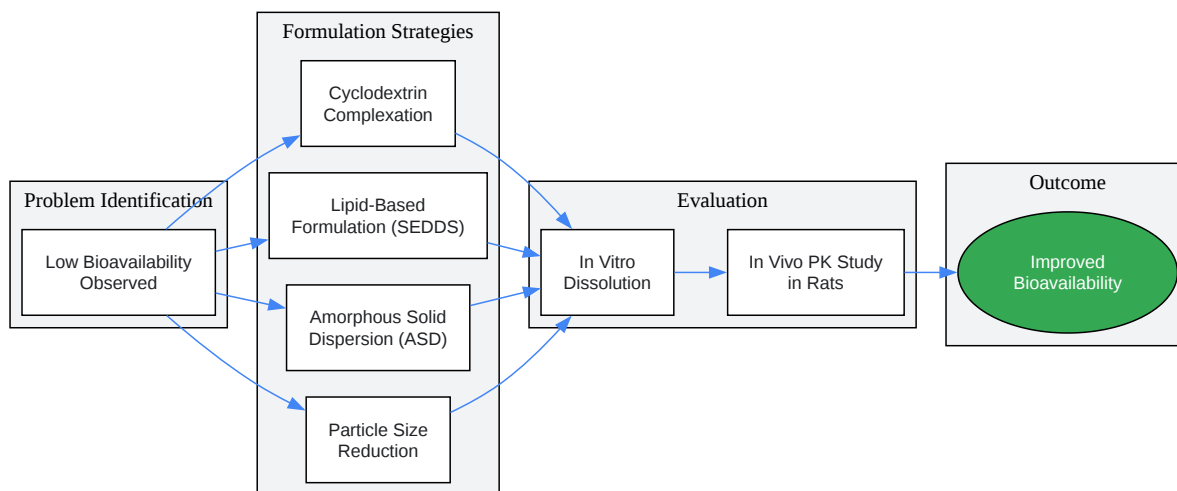 Problem Identification
Low Bioavailability
Observed
Formulation Strategies
Cyclodextrin
Complexation
Lipid-Based
Formulation (SEDDS)
Amorphous Solid
Dispersion (ASD)
Particle Size
Reduction
Evaluation
In Vitro
Dissolution
In Vivo PK Study
in Rats
Outcome
Improved
Bioavailability